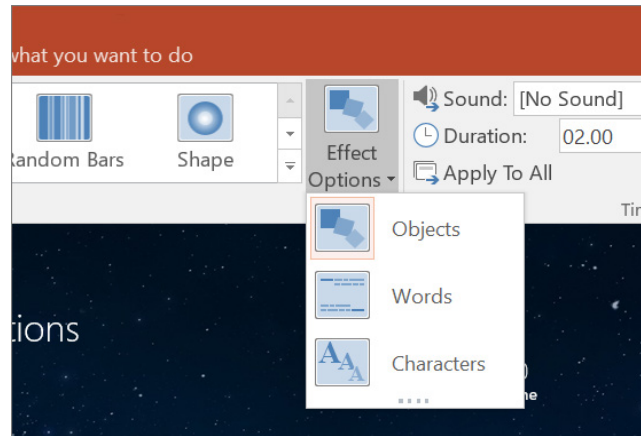 what you want to do
Random Bars
Shape
Effect
Options
Sound: [No Sound]
Duration: 02.00
Apply To All
Objects
Words
Characters